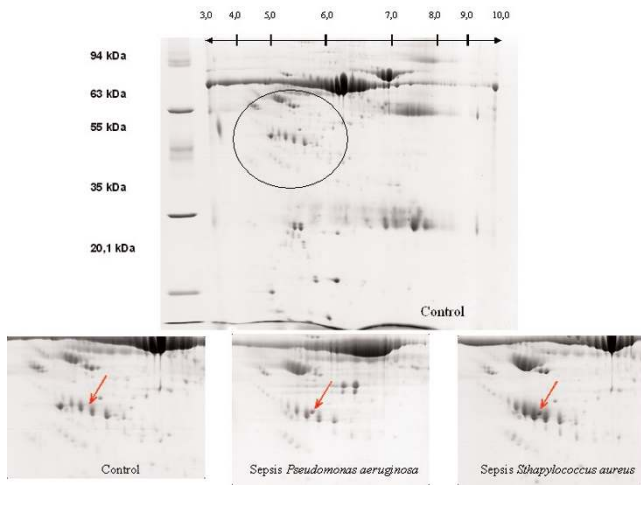 3,0 4,0 5,0 6,0 7,0 8,0 9,0 10,0
94 kDa
63 kDa
55 kDa
35 kDa
20,1 kDa
Control
Control
Sepsis Pseudomonas aeruginosa
Sepsis Sthapylococcus aureus